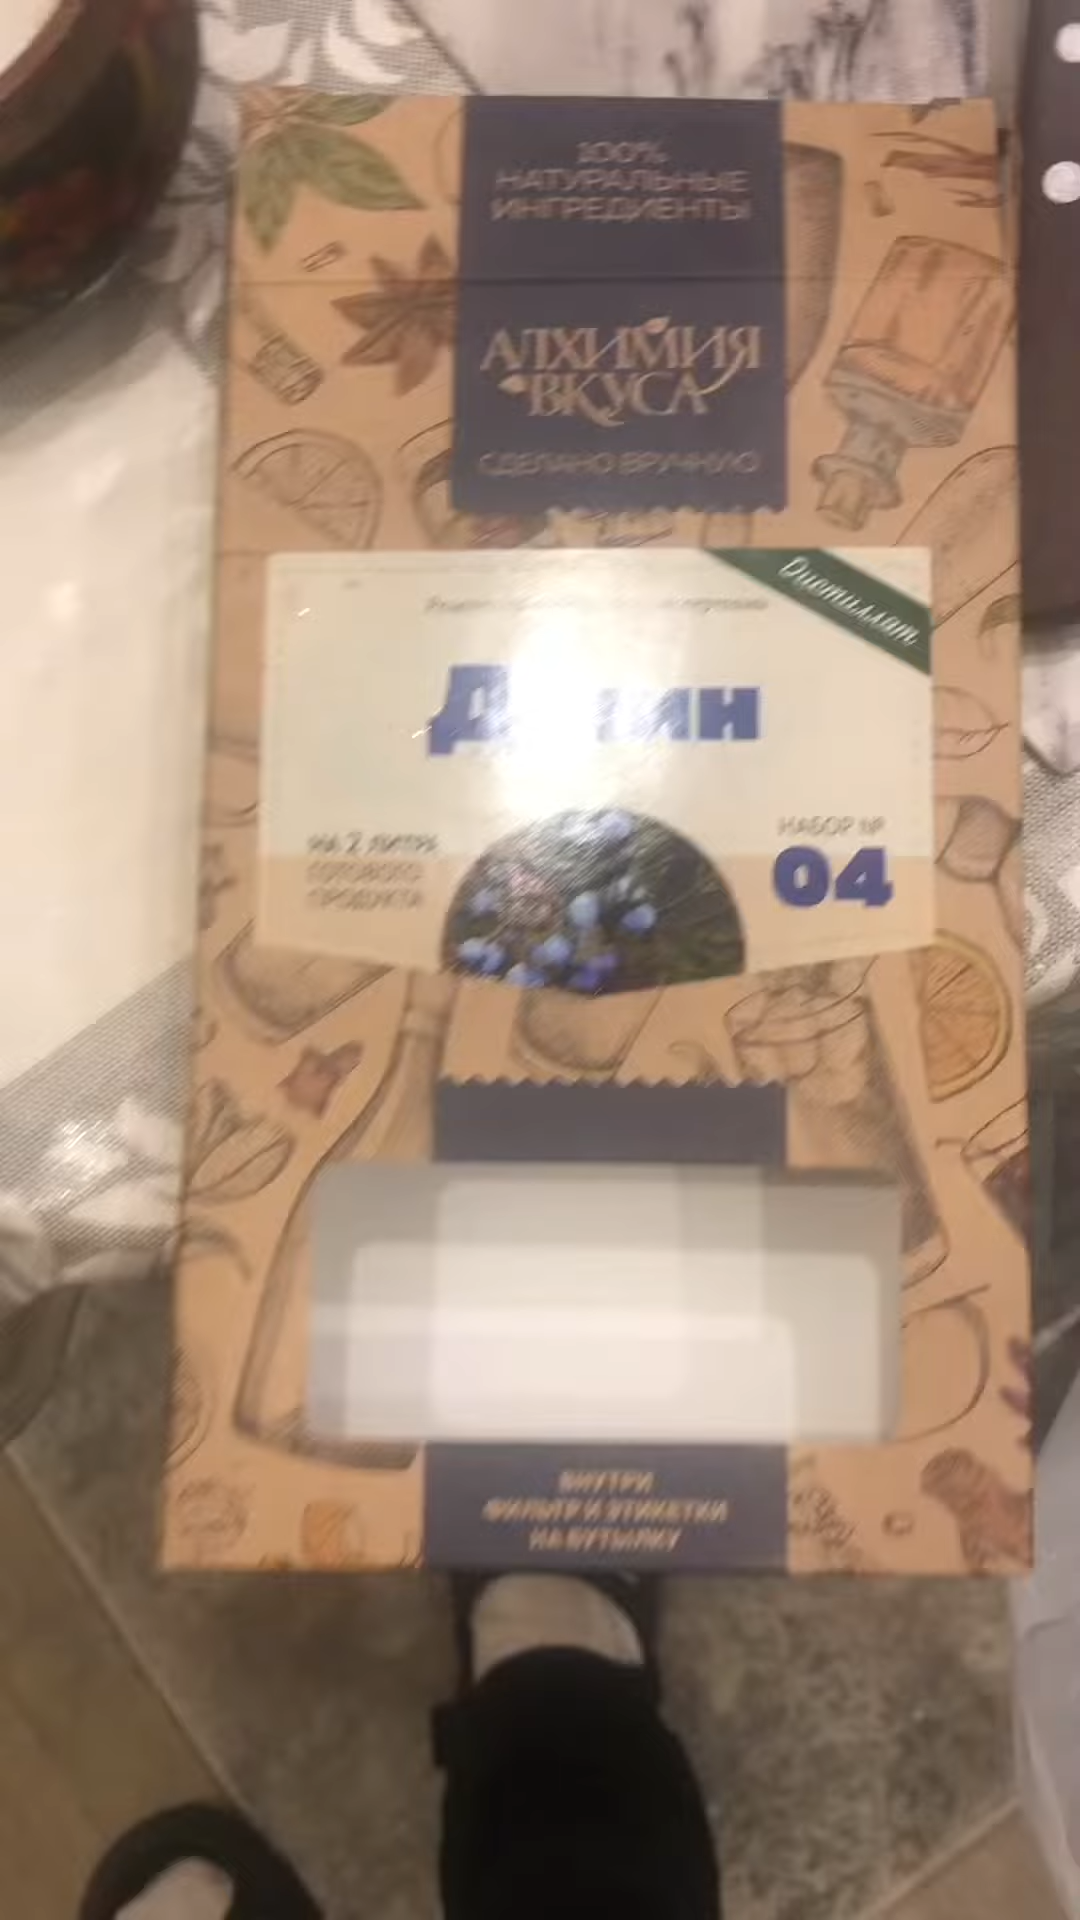 100%
НАТУРАЛЬНЫЕ
ИНГРЕДИЕНТЫ
АЛХИМИЯ
ВКУСА
СДЕЛАНО ВРУЧНУЮ
Дистиллят
Джин
НА 2 ЛИТРА
ГОТОВОГО
ПРОДУКТА
НАБОР №
04
ВНУТРИ
ФИЛЬТР И ЭТИКЕТКИ
НА БУТЫЛКУ